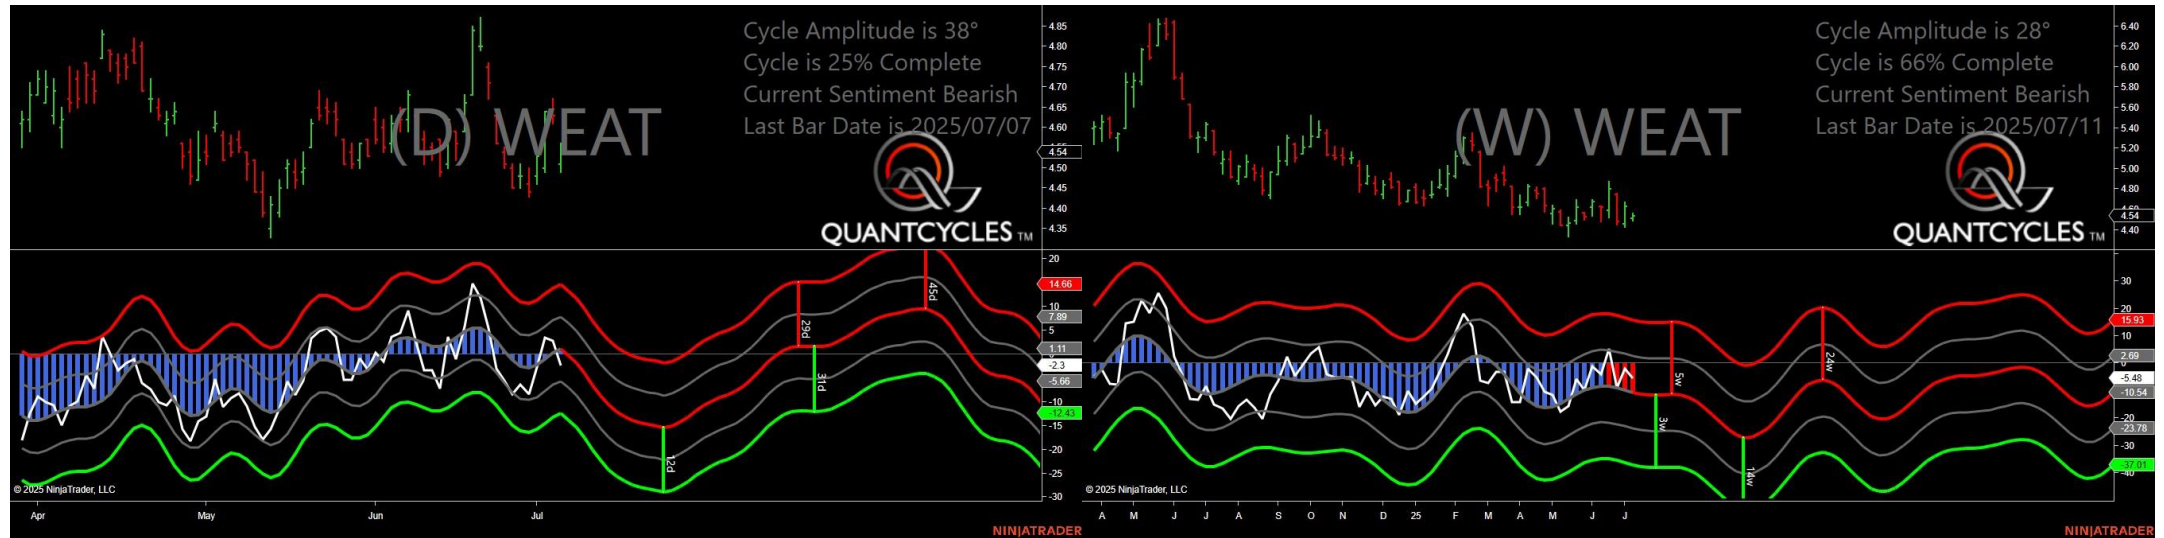 Cycle Amplitude is 38°
Cycle is 25% Complete
Current Sentiment Bearish
Last Bar Date is 2025/07/07
(D) WEAT
QUANTCYCLES TM
4.85
4.80
4.75
4.70
4.65
4.60
4.54
4.50
4.45
4.40
4.35
20
14.66
10
7.89
5
1.11
-2.3
-5.66
-10
-12.43
-15
-20
-25
-30
12d
29d
31d
45d
© 2025 NinjaTrader, LLC
Apr May Jun Jul
NINJATRADER
Cycle Amplitude is 28°
Cycle is 66% Complete
Current Sentiment Bearish
Last Bar Date is 2025/07/11
(W) WEAT
QUANTCYCLES TM
6.40
6.20
6.00
5.80
5.60
5.40
5.20
5.00
4.80
4.60
4.54
4.40
30
20
15.93
10
2.69
0
-5.48
-10.54
-20
-23.78
-30
-37.01
-40
3w
5w
14w
24w
© 2025 NinjaTrader, LLC
A M J J A S O N D 25 F M A M J J
NINJATRADER